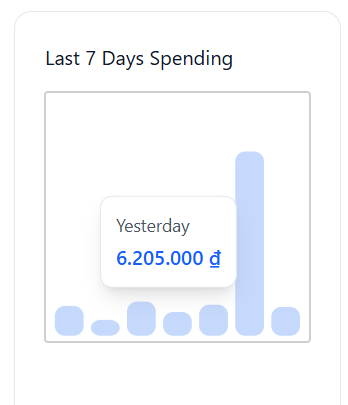 Last 7 Days Spending
Yesterday
6.205.000 ₫